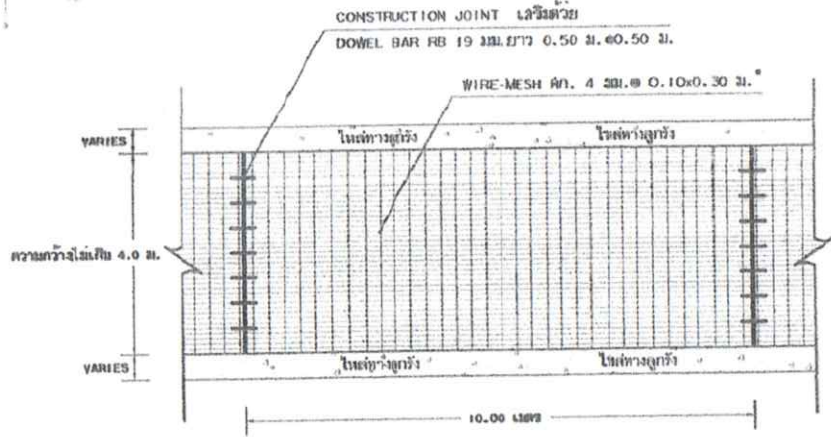 CONSTRUCTION JOINT เสริมด้วย
DOWEL BAR RB 19 มม. ยาว 0.50 ม.@0.50 ม.
WIRE-MESH ศก. 4 มม.@ 0.10x0.30 ม.
VARIES
ไหล่ทางลูกรัง
ไหล่ทางลูกรัง
ความกว้างไม่เกิน 4.0 ม.
VARIES
ไหล่ทางลูกรัง
ไหล่ทางลูกรัง
10.00 เมตร